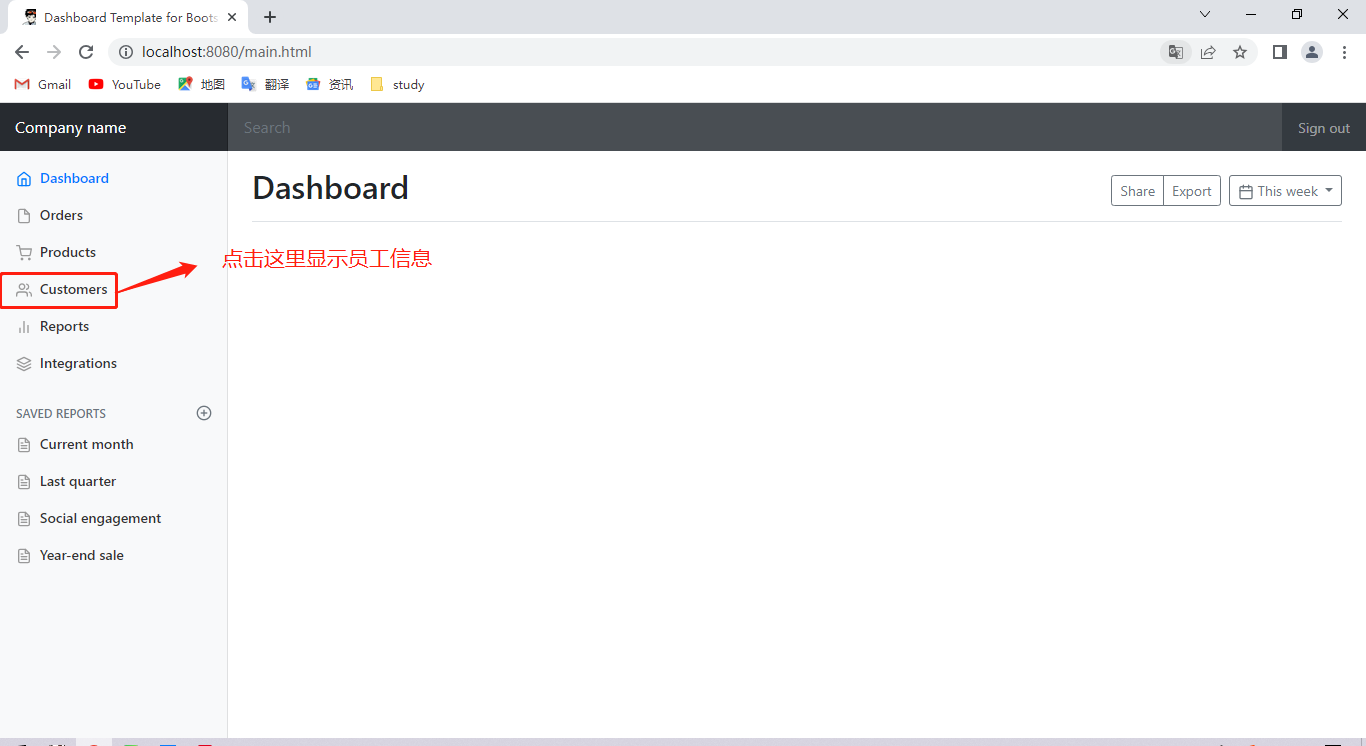 Dashboard Template for Boots
localhost:8080/main.html
Gmail YouTube 地图 翻译 资讯 study
Company name Search Sign out
Dashboard
Orders
Products
Customers
Reports
Integrations
SAVED REPORTS
Current month
Last quarter
Social engagement
Year-end sale
Dashboard
Share Export This week
点击这里显示员工信息